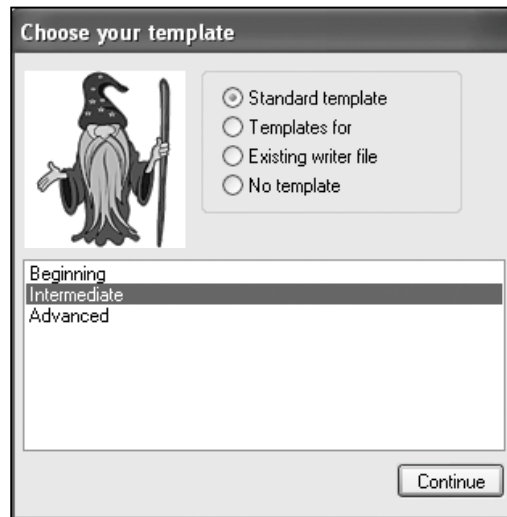 Choose your template
Standard template
Templates for
Existing writer file
No template
Beginning
Intermediate
Advanced
Continue